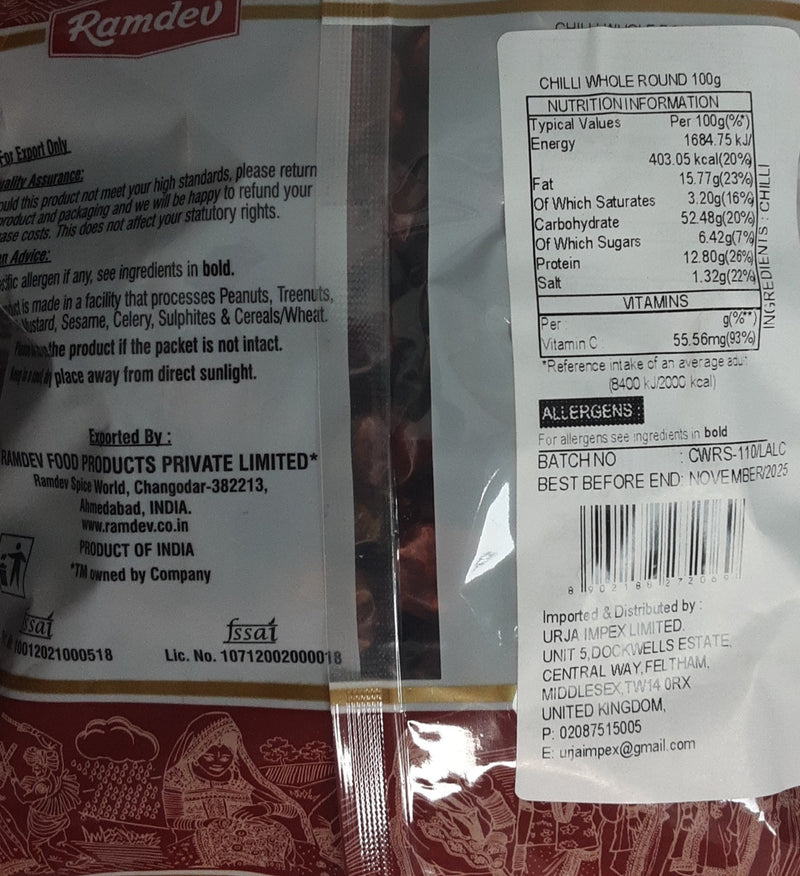 Ramdev
For Export Only
Quality Assurance:
this product not meet your high standards, please return
product and packaging and we will be happy to refund your
costs. This does not affect your statutory rights.
Advice:
allergen if any, see ingredients in bold.
is made in a facility that processes Peanuts, Treenuts,
Mustard, Sesame, Celery, Sulphites & Cereals/Wheat.
the product if the packet is not intact.
place away from direct sunlight.
Exported By :
RAMDEV FOOD PRODUCTS PRIVATE LIMITED*
Ramdev Spice World, Changodar-382213,
Ahmedabad, INDIA.
www.ramdev.co.in
PRODUCT OF INDIA
*TM owned by Company
fssai
10012021000518
fssai
Lic. No. 10712002000018
CHILLI WHOLE ROUND 100g
NUTRITION INFORMATION
Typical Values Per 100g(%*)
Energy 1684.75 kJ/
403.05 kcal(20%)
Fat 15.77g(23%)
Of Which Saturates 3.20g(16%)
Carbohydrate 52.48g(20%)
Of Which Sugars 6.42g(7%)
Protein 12.80g(26%)
Salt 1.32g(22%)
VITAMINS
Per g(%**)
Vitamin C 55.56mg(93%)
INGREDIENTS : CHILLI
*Reference intake of an average adu
(8400 kJ/2000 kcal)
ALLERGENS :
For allergens see ingredients in bold
BATCH NO : CWRS-110/LALC
BEST BEFORE END: NOVEMBER/2025
8 902186 272069
Imported & Distributed by :
URJA IMPEX LIMITED.
UNIT 5, DOCKWELLS ESTATE,
CENTRAL WAY, FELTHAM,
MIDDLESEX, TW14 0RX
UNITED KINGDOM,
P: 02087515005
E: urjaimpex@gmail.com